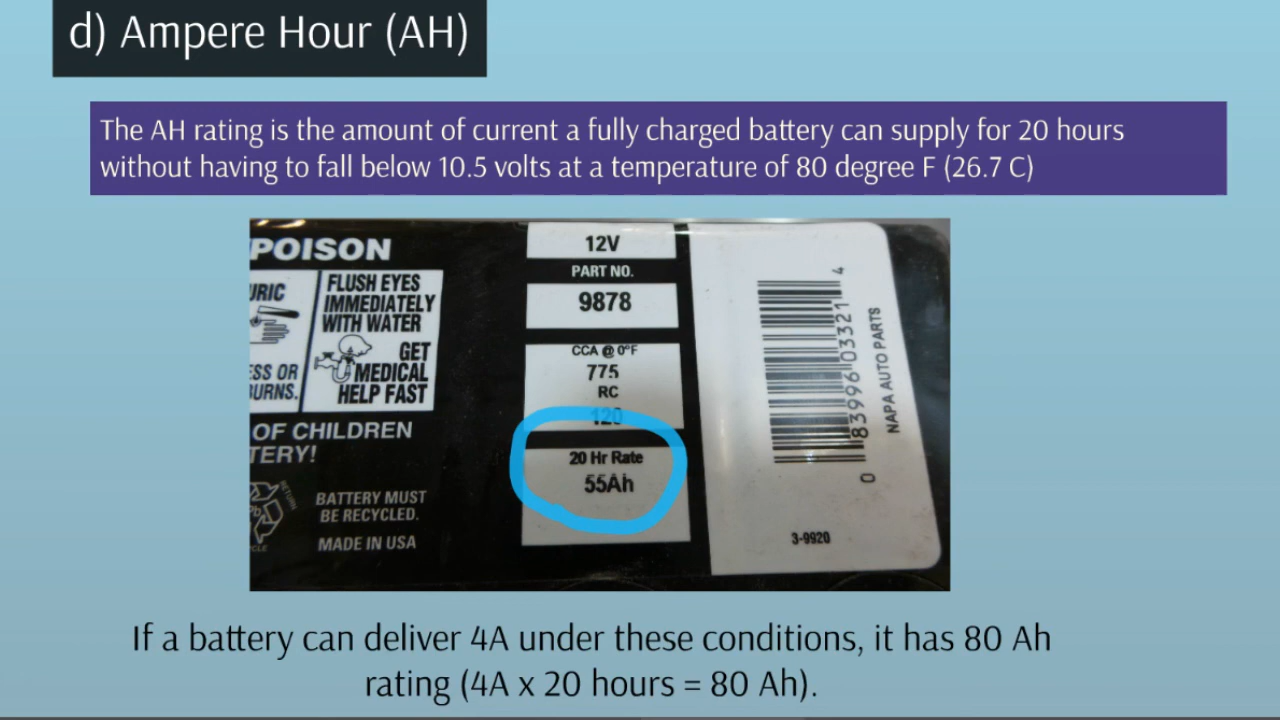 d) Ampere Hour (AH)
The AH rating is the amount of current a fully charged battery can supply for 20 hours
without having to fall below 10.5 volts at a temperature of 80 degree F (26.7 C)
POISON
URIC
FLUSH EYES
IMMEDIATELY
WITH WATER
GET
MEDICAL
HELP FAST
ESS OR
BURNS.
OF CHILDREN
TERY!
RETURN
Pb
CLE
BATTERY MUST
BE RECYCLED.
MADE IN USA
12V
PART NO.
9878
CCA @ 0°F
775
RC
120
20 Hr Rate
55Ah
0 83996 03321 4
NAPA AUTO PARTS
3-9920
If a battery can deliver 4A under these conditions, it has 80 Ah
rating (4A x 20 hours = 80 Ah).